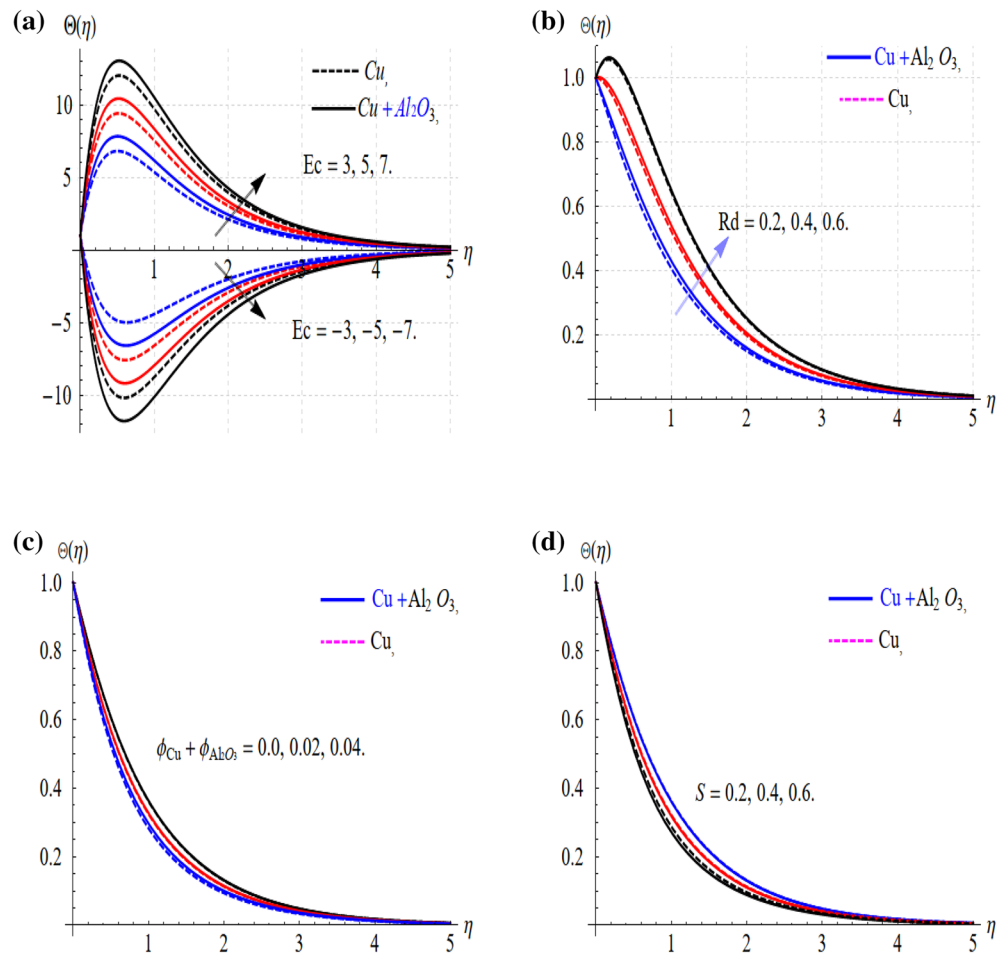 (a)
Θ(η)
10
5
−5
−10
1
2
3
4
5
η
Cu,
Cu +Al2O3,
Ec = 3, 5, 7.
Ec = −3, −5, −7.
(b)
Θ(η)
1.0
0.8
0.6
0.4
0.2
1
2
3
4
5
η
Cu +Al2 O3,
Cu,
Rd = 0.2, 0.4, 0.6.
(c)
Θ(η)
1.0
0.8
0.6
0.4
0.2
1
2
3
4
5
η
Cu +Al2 O3,
Cu,
ϕCu + ϕAl2O3 = 0.0, 0.02, 0.04.
(d)
Θ(η)
1.0
0.8
0.6
0.4
0.2
1
2
3
4
5
η
Cu +Al2 O3,
Cu,
S = 0.2, 0.4, 0.6.